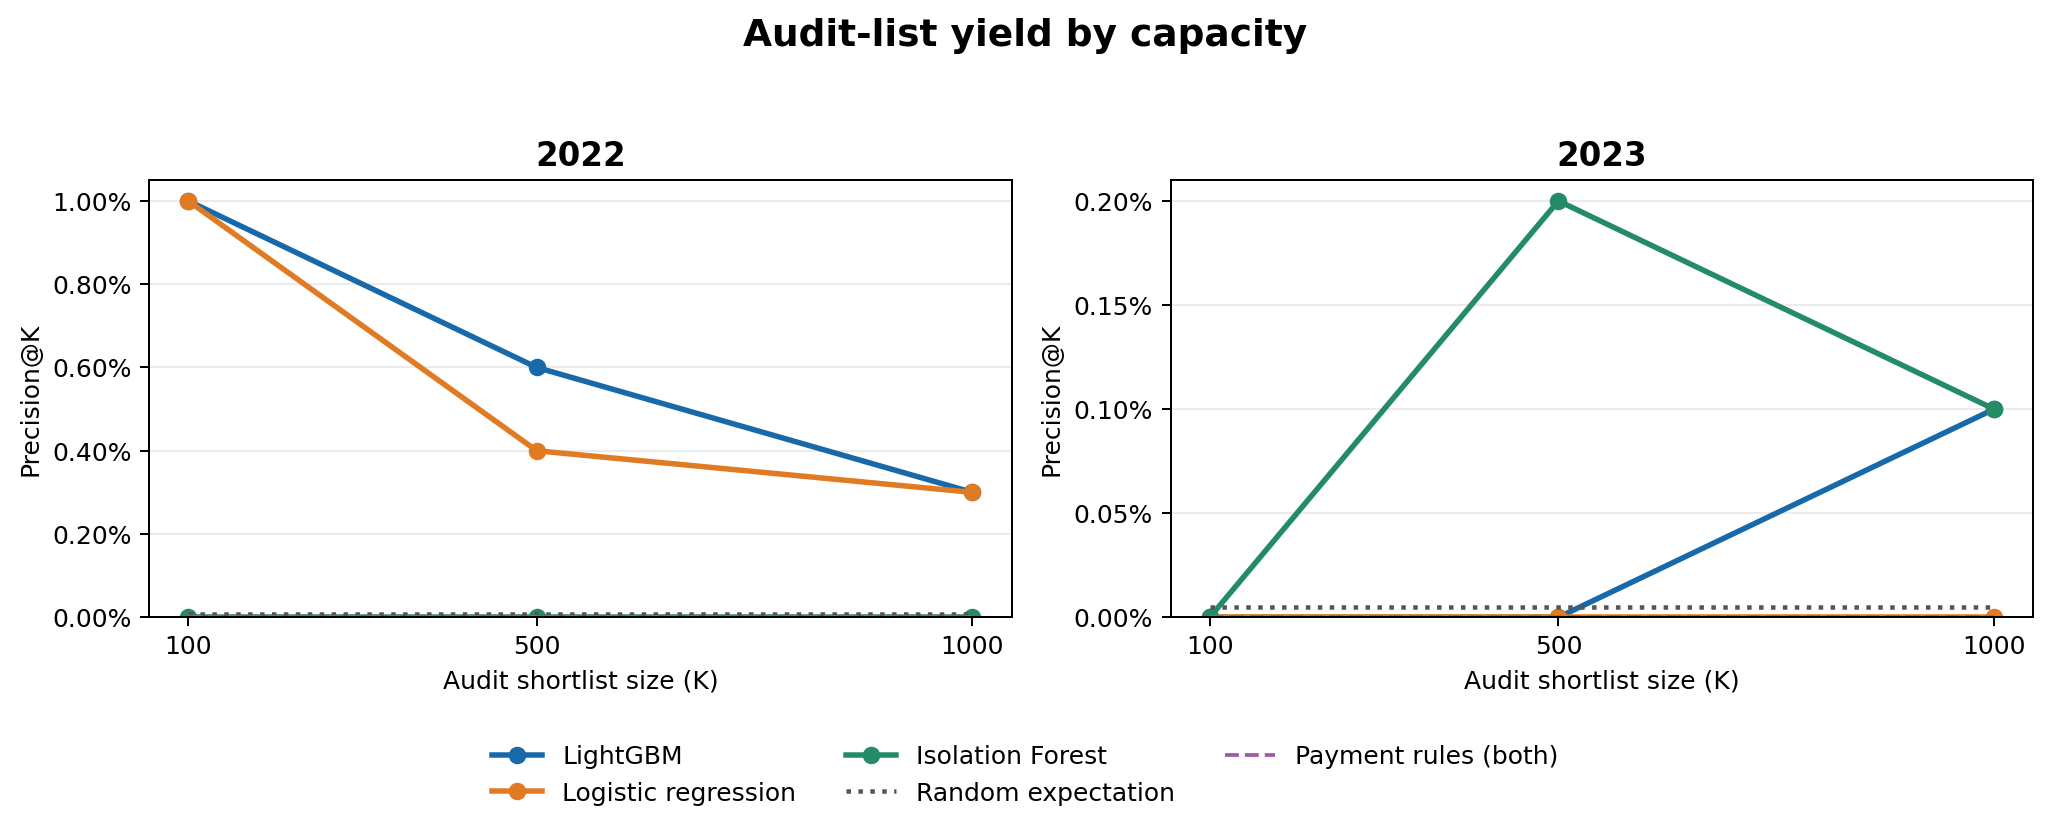 Audit-list yield by capacity
2022
1.00%
0.80%
0.60%
0.40%
0.20%
0.00%
Precision@K
100 500 1000
Audit shortlist size (K)
2023
0.20%
0.15%
0.10%
0.05%
0.00%
Precision@K
100 500 1000
Audit shortlist size (K)
LightGBM
Logistic regression
Isolation Forest
Random expectation
Payment rules (both)